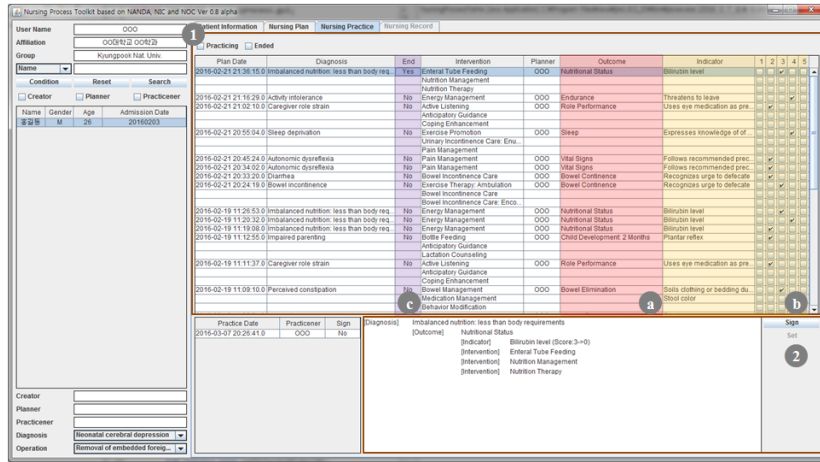 Nursing Process Toolkit based on NANDA, NIC and NOC Ver 0.8 alpha
User Name OOO
Affiliation OO대학교 OO학과
Group Kyungpook Nat. Univ.
Name
Condition Reset Search
Creator Planner Practicener
Name Gender Age Admission Date
홍길동 M 26 20160203
Creator
Planner
Practicener
Diagnosis Neonatal cerebral depression
Operation Removal of embedded foreig...
1
Patient Information Nursing Plan Nursing Practice Nursing Record
Practicing Ended
Plan Date Diagnosis End Intervention Planner Outcome Indicator 1 2 3 4 5
2016-02-21 21:36:15.0 Imbalanced nutrition: less than body req... Yes Enteral Tube Feeding OOO Nutritional Status Bilirubin level
Nutrition Management
Nutrition Therapy
2016-02-21 21:16:29.0 Activity intolerance No Energy Management OOO Endurance Threatens to leave
2016-02-21 21:02:10.0 Caregiver role strain No Active Listening OOO Role Performance Uses eye medication as pre...
Anticipatory Guidance
Coping Enhancement
2016-02-21 20:55:04.0 Sleep deprivation No Exercise Promotion OOO Sleep Expresses knowledge of of...
Urinary Incontinence Care: Enu...
Pain Management
2016-02-21 20:45:24.0 Autonomic dysreflexia No Pain Management OOO Vital Signs Follows recommended prec...
2016-02-21 20:34:02.0 Autonomic dysreflexia No Pain Management OOO Vital Signs Follows recommended prec...
2016-02-21 20:33:20.0 Diarrhea No Bowel Incontinence Care OOO Bowel Continence Recognizes urge to defecate
2016-02-21 20:24:19.0 Bowel incontinence No Exercise Therapy: Ambulation OOO Bowel Continence Recognizes urge to defecate
Bowel Incontinence Care
Bowel Incontinence Care: Enco...
2016-02-19 11:26:53.0 Imbalanced nutrition: less than body req... No Energy Management OOO Nutritional Status Bilirubin level
2016-02-19 11:20:32.0 Imbalanced nutrition: less than body req... No Energy Management OOO Nutritional Status Bilirubin level
2016-02-19 11:19:08.0 Imbalanced nutrition: less than body req... No Energy Management OOO Nutritional Status Bilirubin level
2016-02-19 11:12:55.0 Impaired parenting No Bottle Feeding OOO Child Development: 2 Months Plantar reflex
Anticipatory Guidance
Lactation Counseling
2016-02-19 11:11:37.0 Caregiver role strain No Active Listening OOO Role Performance Uses eye medication as pre...
Anticipatory Guidance
Coping Enhancement
2016-02-19 11:09:10.0 Perceived constipation No Bowel Management OOO Bowel Elimination Soils clothing or bedding du...
Medication Management Stool color
Behavior Modification
c a b
Practice Date Practicener Sign
2016-03-07 20:26:41.0 OOO No
[Diagnosis] Imbalanced nutrition: less than body requirements
[Outcome] Nutritional Status
[Indicator] Bilirubin level (Score:3->0)
[Intervention] Enteral Tube Feeding
[Intervention] Nutrition Management
[Intervention] Nutrition Therapy
Sign
Set
2